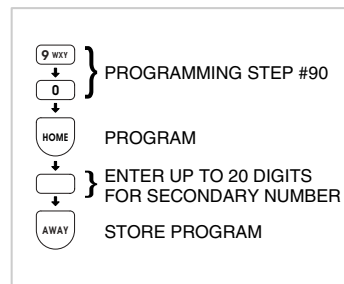 9 WXY
0
PROGRAMMING STEP #90
HOME
PROGRAM
ENTER UP TO 20 DIGITS
FOR SECONDARY NUMBER
AWAY
STORE PROGRAM